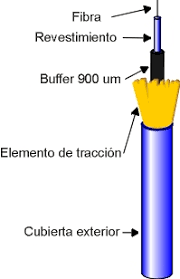 Fibra
Revestimiento
Buffer 900 um
Elemento de tracción
Cubierta exterior